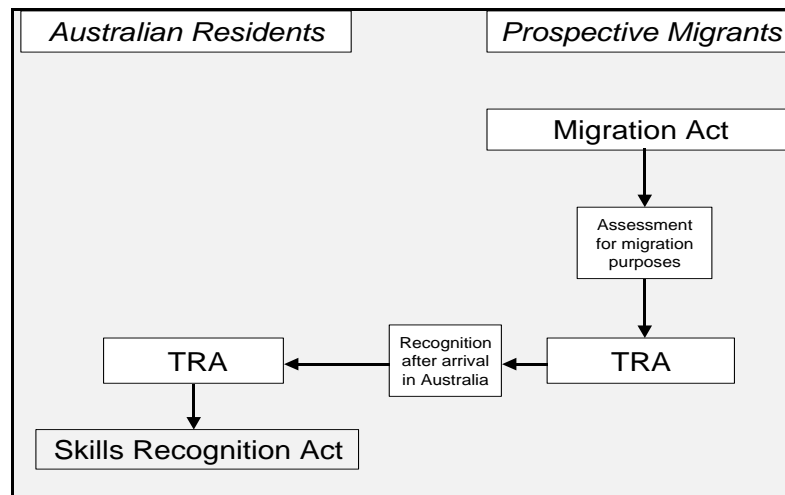 Australian Residents
Prospective Migrants
Migration Act
Assessment
for migration
purposes
Recognition
after arrival
in Australia
TRA
TRA
Skills Recognition Act